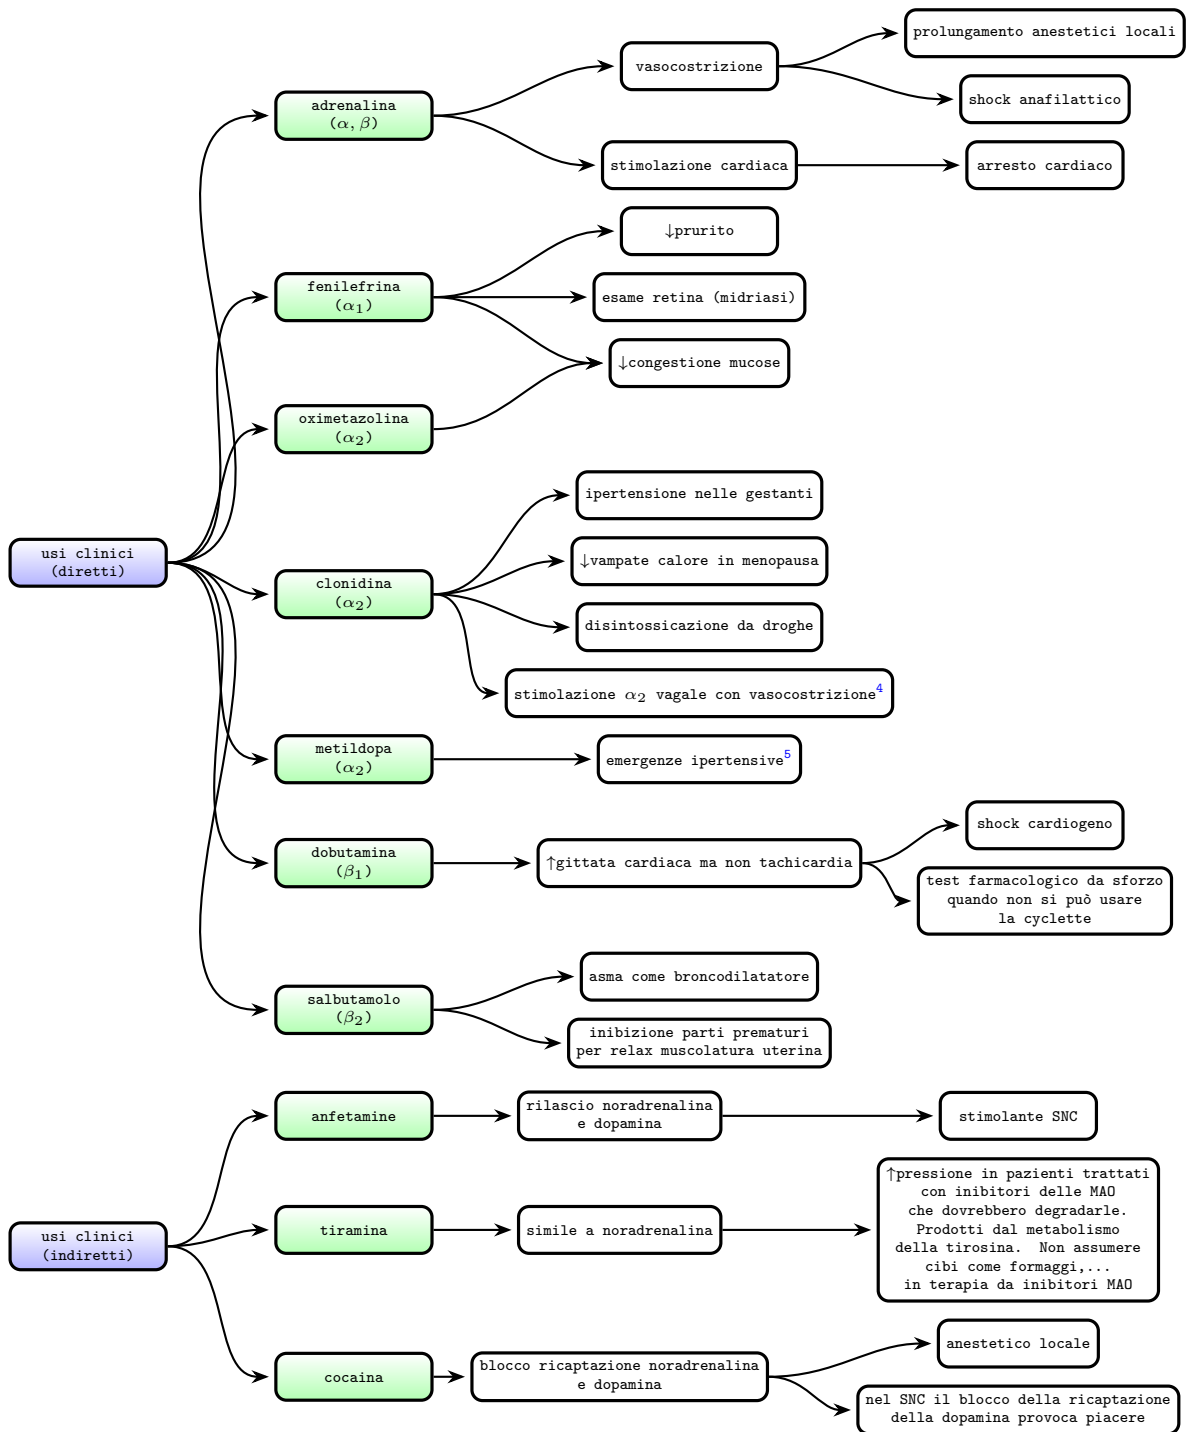 prolungamento anestetici locali
vasocostrizione
shock anafilattico
adrenalina
(α, β)
stimolazione cardiaca
arresto cardiaco
↓prurito
fenilefrina
(α₁)
esame retina (midriasi)
↓congestione mucose
oximetazolina
(α₂)
ipertensione nelle gestanti
usi clinici
(diretti)
↓vampate calore in menopausa
clonidina
(α₂)
disintossicazione da droghe
stimolazione α₂ vagale con vasocostrizione⁴
metildopa
(α₂)
emergenze ipertensive⁵
shock cardiogeno
dobutamina
(β₁)
↑gittata cardiaca ma non tachicardia
test farmacologico da sforzo
quando non si può usare
la cyclette
asma come broncodilatatore
salbutamolo
(β₂)
inibizione parti prematuri
per relax muscolatura uterina
anfetamine
rilascio noradrenalina
e dopamina
stimolante SNC
usi clinici
(indiretti)
tiramina
simile a noradrenalina
↑pressione in pazienti trattati
con inibitori delle MAO
che dovrebbero degradarle.
Prodotti dal metabolismo
della tirosina. Non assumere
cibi come formaggi,...
in terapia da inibitori MAO
cocaina
blocco ricaptazione noradrenalina
e dopamina
anestetico locale
nel SNC il blocco della ricaptazione
della dopamina provoca piacere